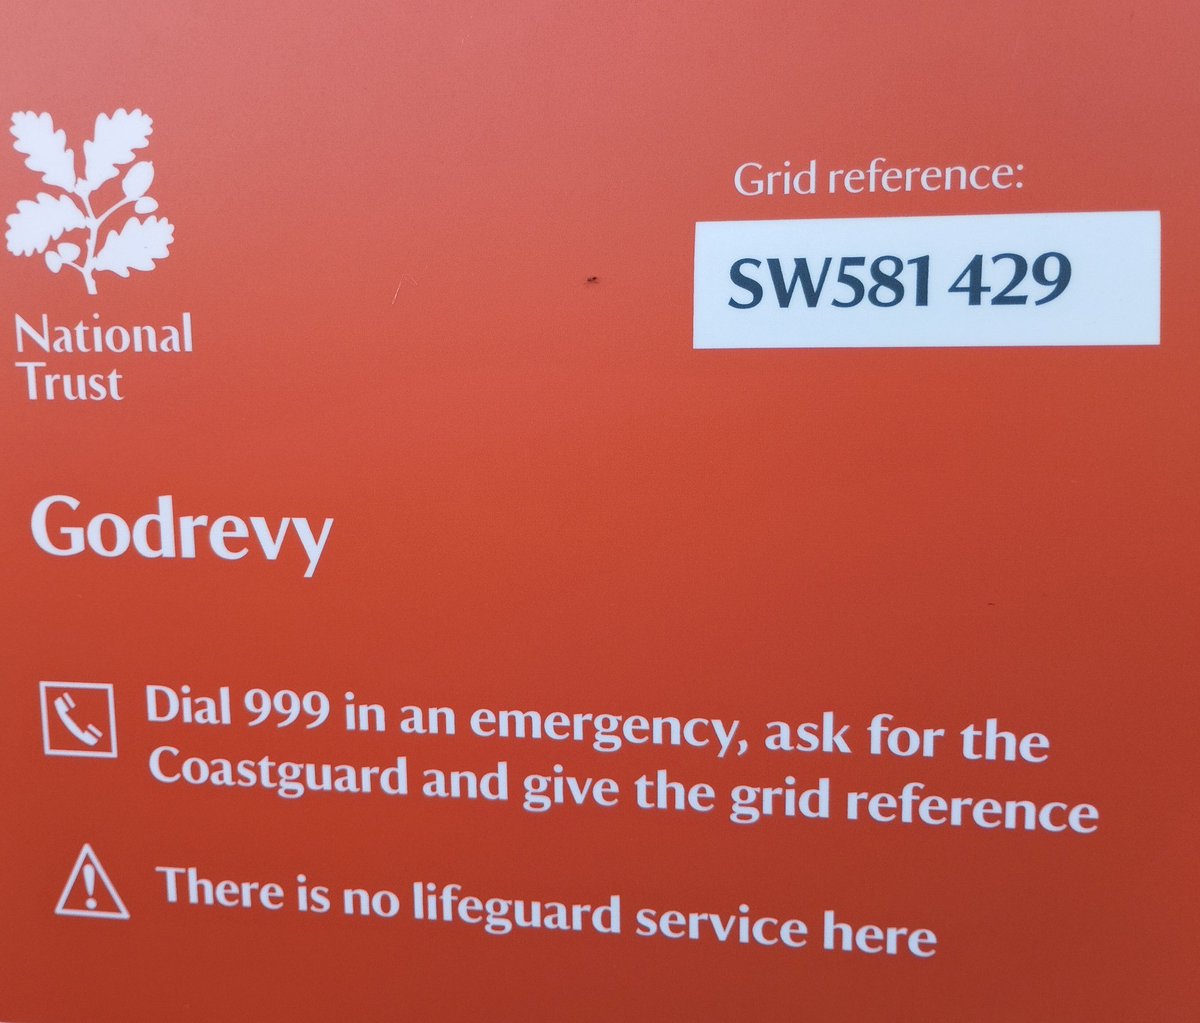 National
Trust
Grid reference:
SW581 429
Godrevy
Dial 999 in an emergency, ask for the
Coastguard and give the grid reference
There is no lifeguard service here